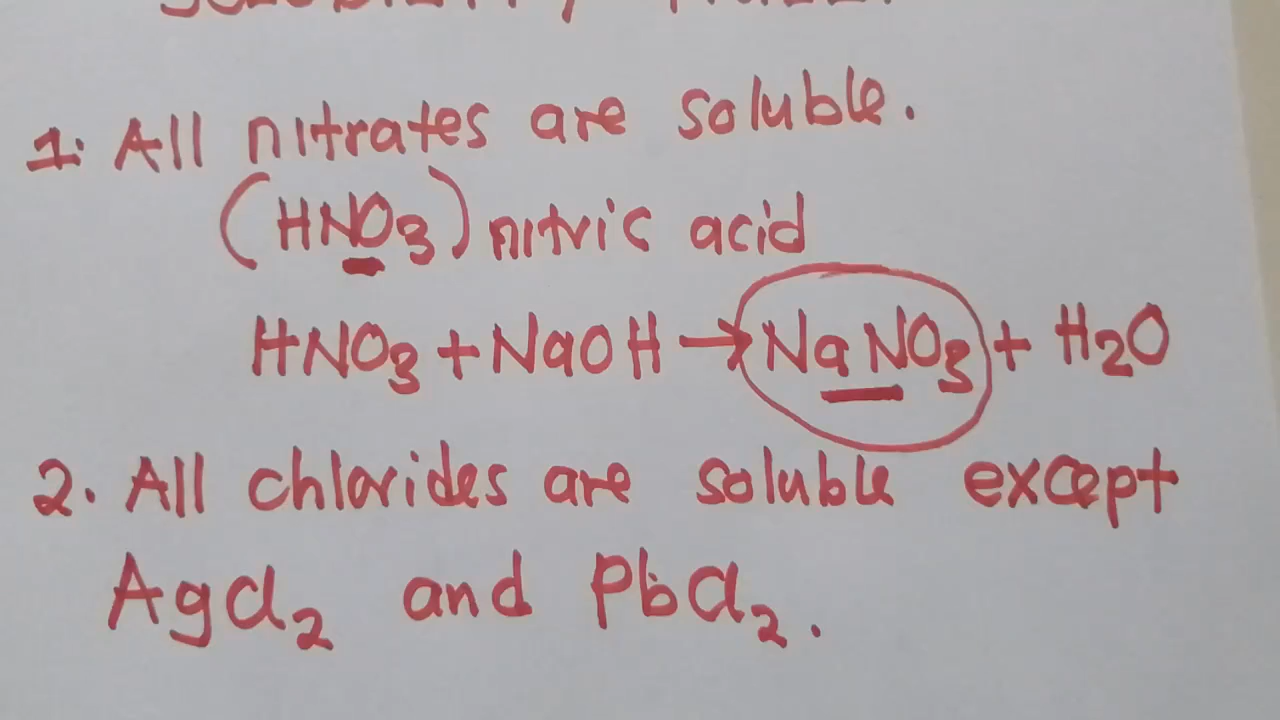 1. All nitrates are soluble.
(HNO3) nitric acid
HNO3 + NaOH → NaNO3 + H2O
2. All chlorides are soluble except
AgCl2 and PbCl2.